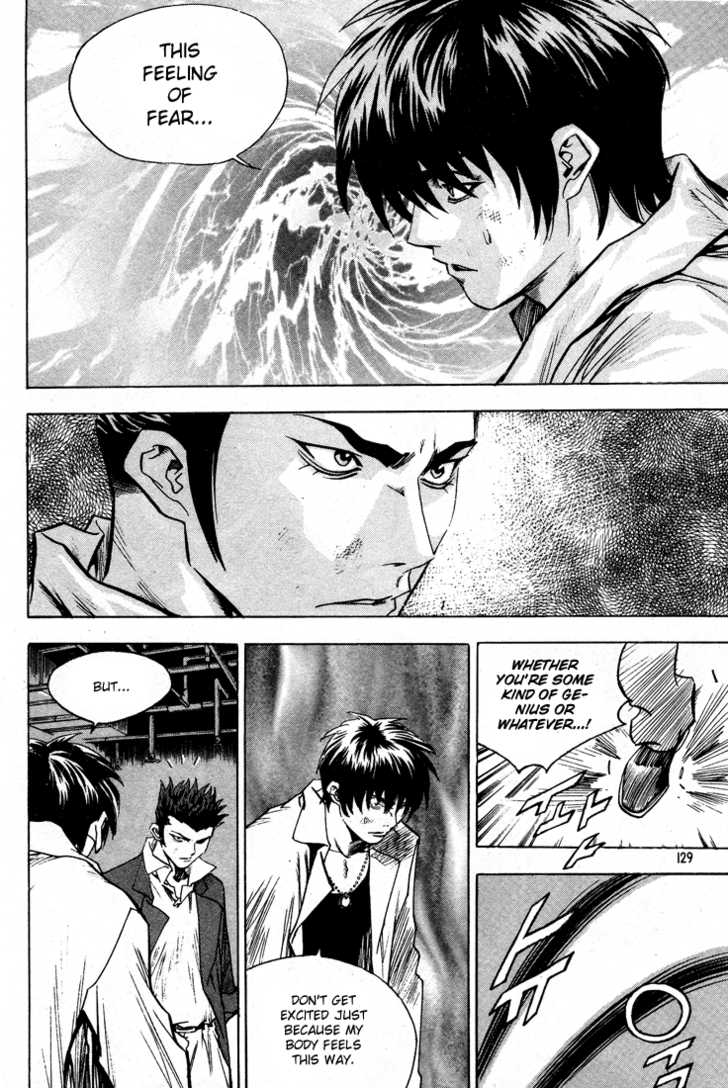 THIS
FEELING
OF
FEAR...
BUT...
DON'T GET
EXCITED JUST
BECAUSE MY
BODY FEELS
THIS WAY.
WHETHER
YOU'RE SOME
KIND OF GE-
NIUS OR
WHATEVER...!
129